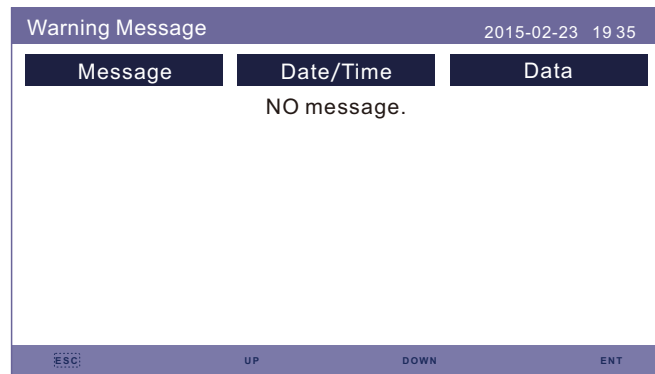 Warning Message 2015-02-23 19 35
Message Date/Time Data
NO message.
ESC UP DOWN ENT